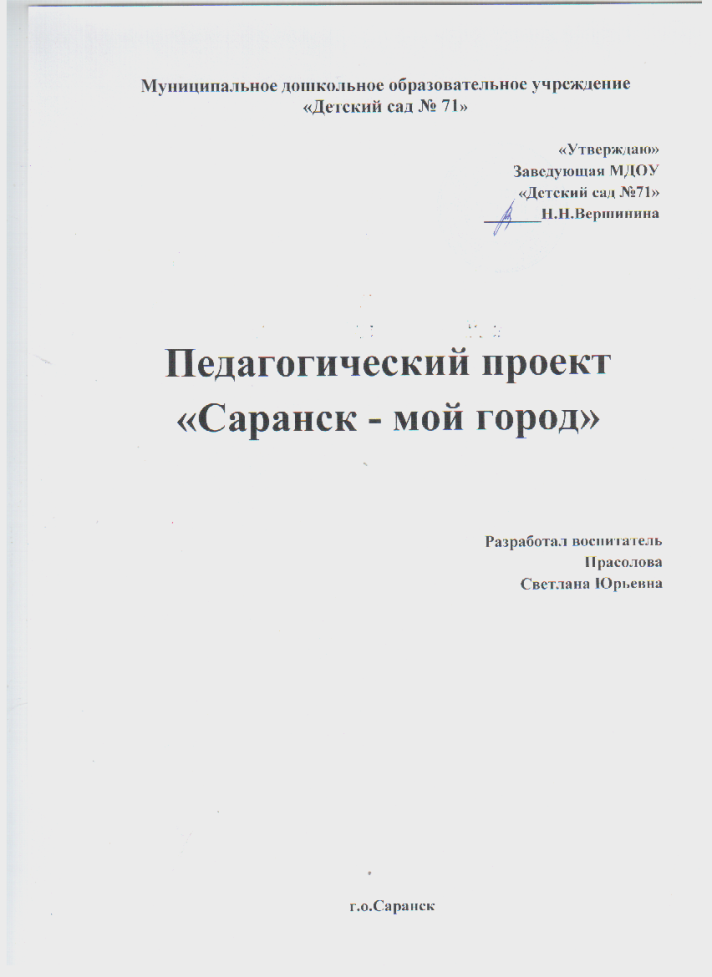 Муниципальное дошкольное образовательное учреждение
«Детский сад № 71»
«Утверждаю»
Заведующая МДОУ
«Детский сад №71»
Н.Н.Вершинина
Педагогический проект
«Саранск - мой город»
Разработал воспитатель
Прасолова
Светлана Юрьевна
г.о.Саранск